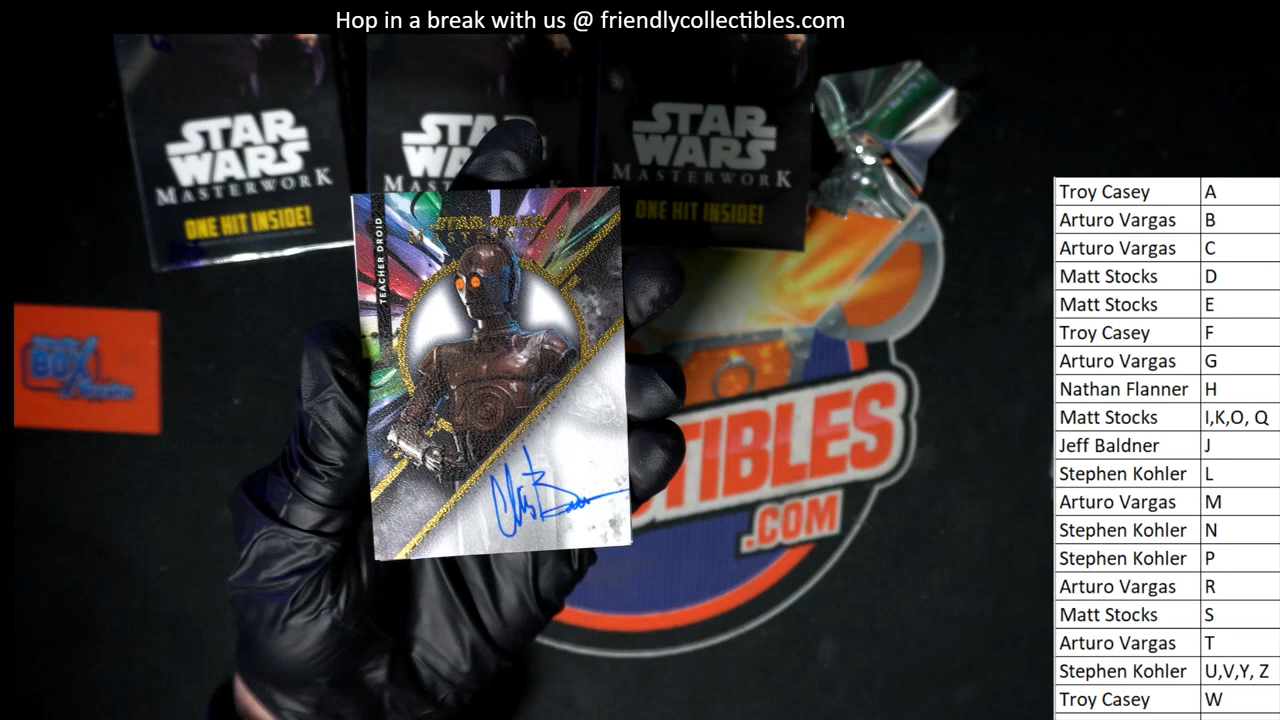 Hop in a break with us @ friendlycollectibles.com
STAR
WARS
MASTERWORK
ONE HIT INSIDE!
STAR
WARS
STAR
WARS
MASTERWORK
ONE HIT INSIDE!
TEACHER DROID
STAR WARS
BOX
TIBLES
.COM
Troy Casey A
Arturo Vargas B
Arturo Vargas C
Matt Stocks D
Matt Stocks E
Troy Casey F
Arturo Vargas G
Nathan Flanner H
Matt Stocks I,K,O, Q
Jeff Baldner J
Stephen Kohler L
Arturo Vargas M
Stephen Kohler N
Stephen Kohler P
Arturo Vargas R
Matt Stocks S
Arturo Vargas T
Stephen Kohler U,V,Y, Z
Troy Casey W